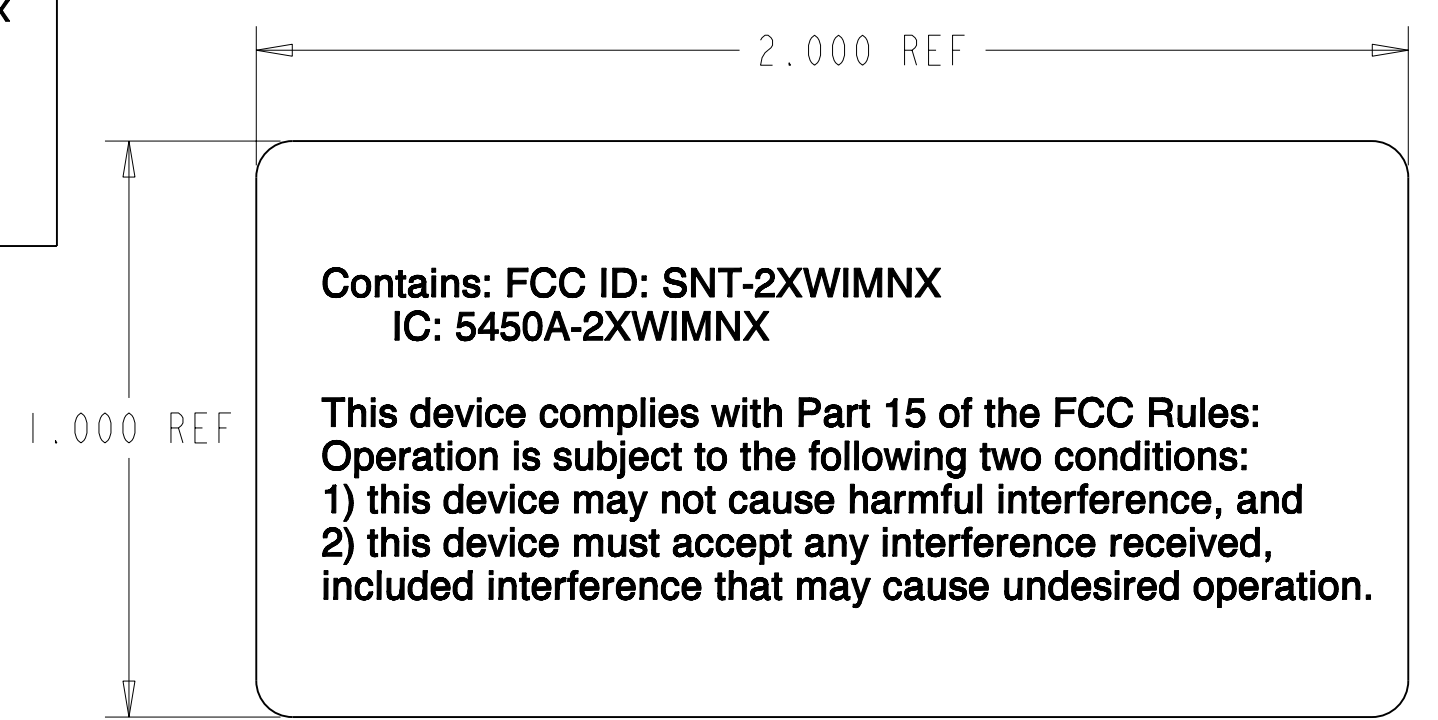 X
2.000 REF
Contains: FCC ID: SNT-2XWIMNX
IC: 5450A-2XWIMNX
1.000 REF
This device complies with Part 15 of the FCC Rules:
Operation is subject to the following two conditions:
1) this device may not cause harmful interference, and
2) this device must accept any interference received,
included interference that may cause undesired operation.